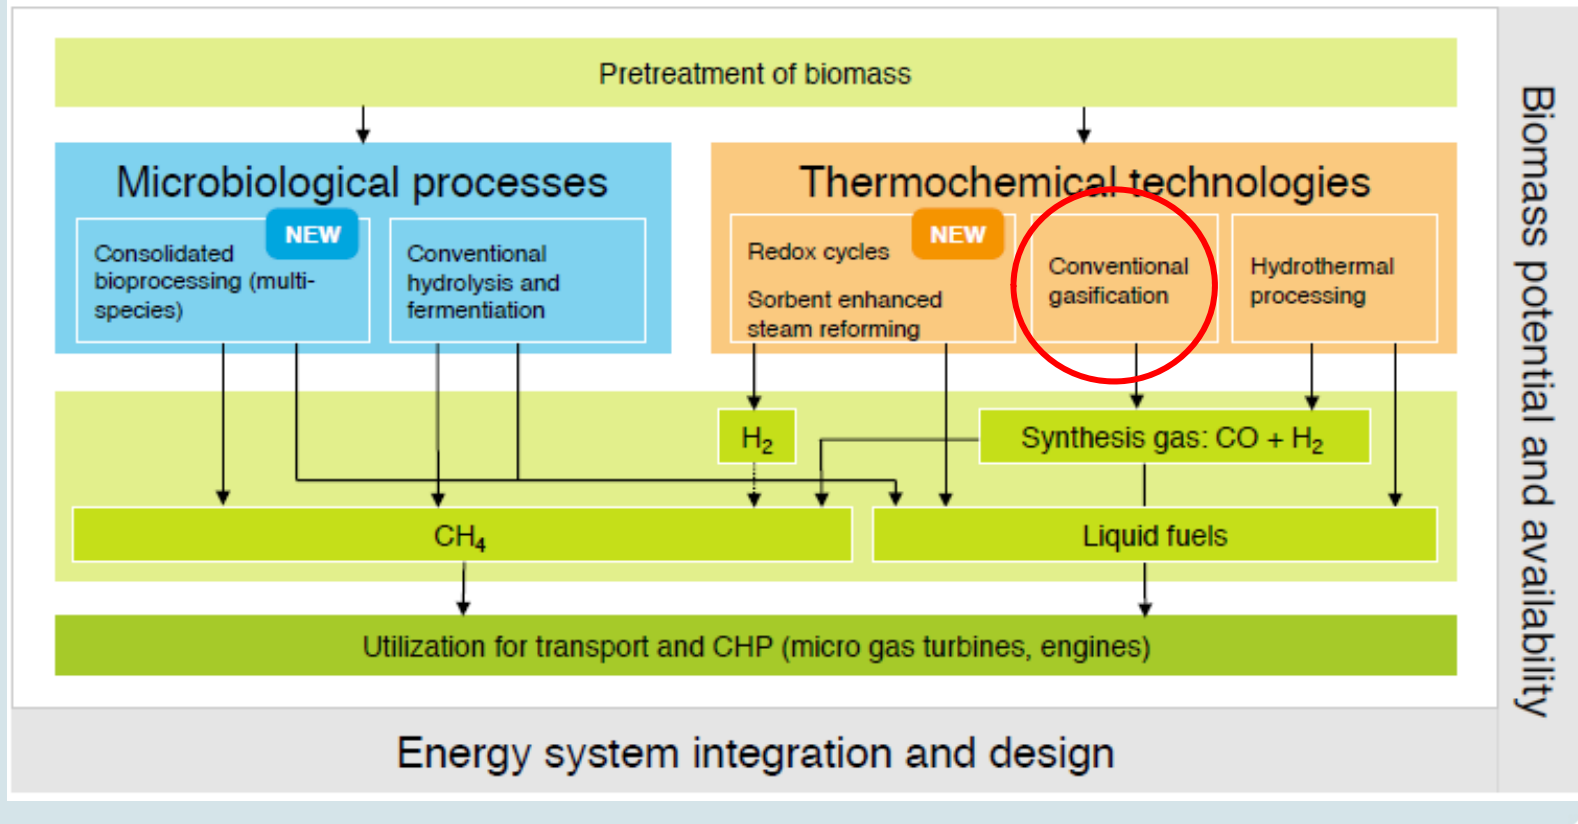 Pretreatment of biomass
Microbiological processes
NEW
Consolidated
bioprocessing (multi-
species)
Conventional
hydrolysis and
fermentiation
Thermochemical technologies
NEW
Redox cycles
Sorbent enhanced
steam reforming
Conventional
gasification
Hydrothermal
processing
H₂
Synthesis gas: CO + H₂
CH₄
Liquid fuels
Utilization for transport and CHP (micro gas turbines, engines)
Energy system integration and design
Biomass potential and availability